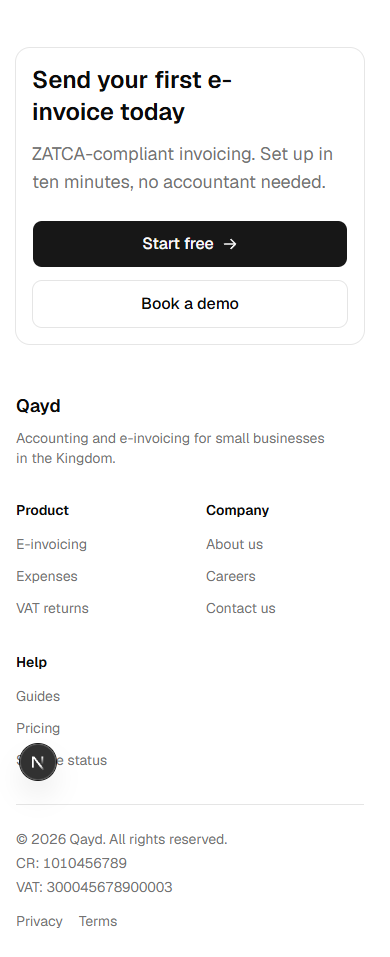 Send your first e-
invoice today
ZATCA-compliant invoicing. Set up in
ten minutes, no accountant needed.
Start free →
Book a demo
Qayd
Accounting and e-invoicing for small businesses
in the Kingdom.
Product
E-invoicing
Expenses
VAT returns
Company
About us
Careers
Contact us
Help
Guides
Pricing
status
N
© 2026 Qayd. All rights reserved.
CR: 1010456789
VAT: 300045678900003
Privacy Terms